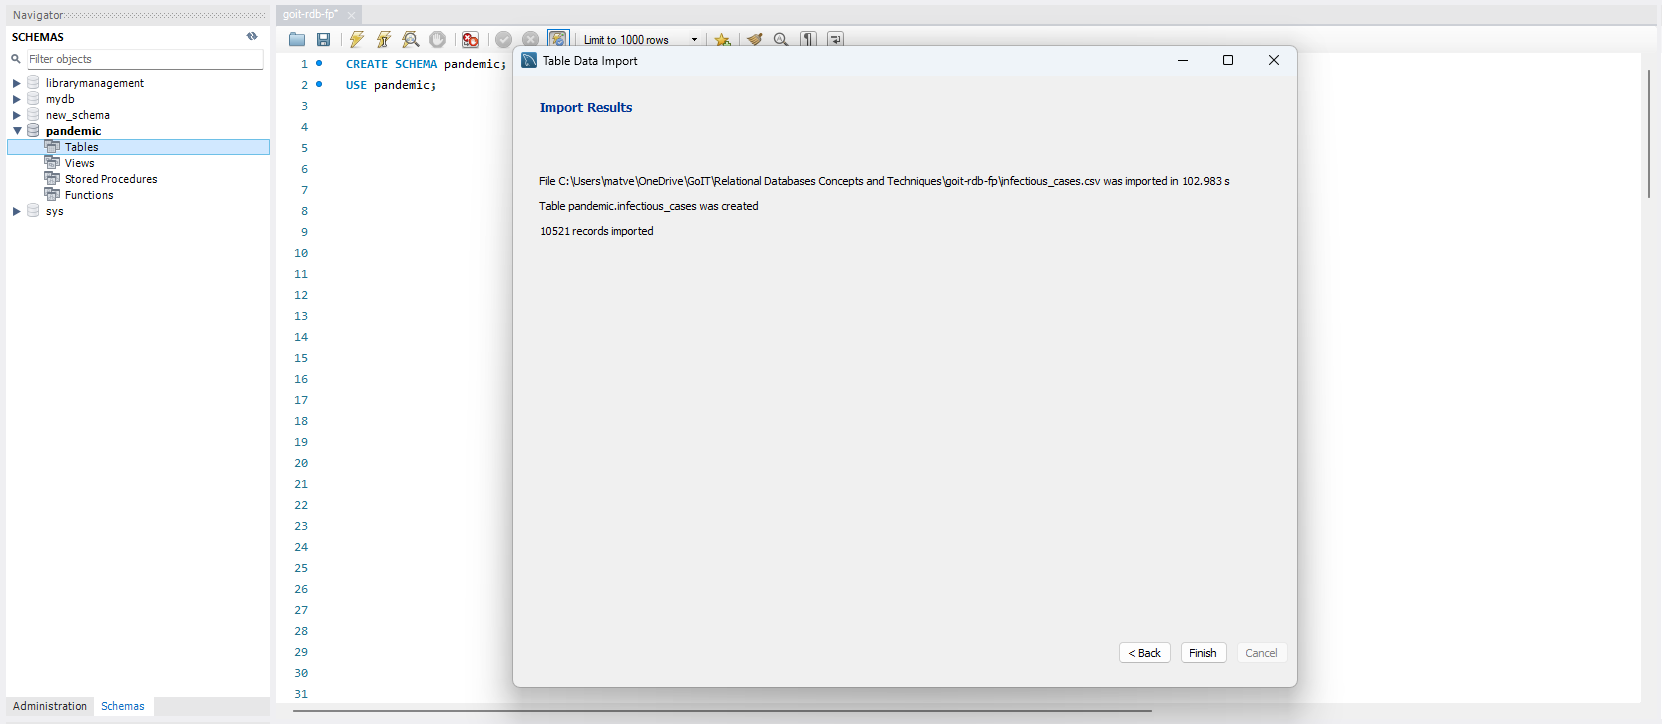 Navigator
SCHEMAS
Filter objects
librarymanagement
mydb
new_schema
pandemic
Tables
Views
Stored Procedures
Functions
sys
Administration
Schemas
goit-rdb-fp*
Limit to 1000 rows
1 CREATE SCHEMA pandemic;
2 USE pandemic;
3
4
5
6
7
8
9
10
11
12
13
14
15
16
17
18
19
20
21
22
23
24
25
26
27
28
29
30
31
Table Data Import
Import Results
File C:\Users\matve\OneDrive\GoIT\Relational Databases Concepts and Techniques\goit-rdb-fp\infectious_cases.csv was imported in 102.983 s
Table pandemic.infectious_cases was created
10521 records imported
< Back
Finish
Cancel